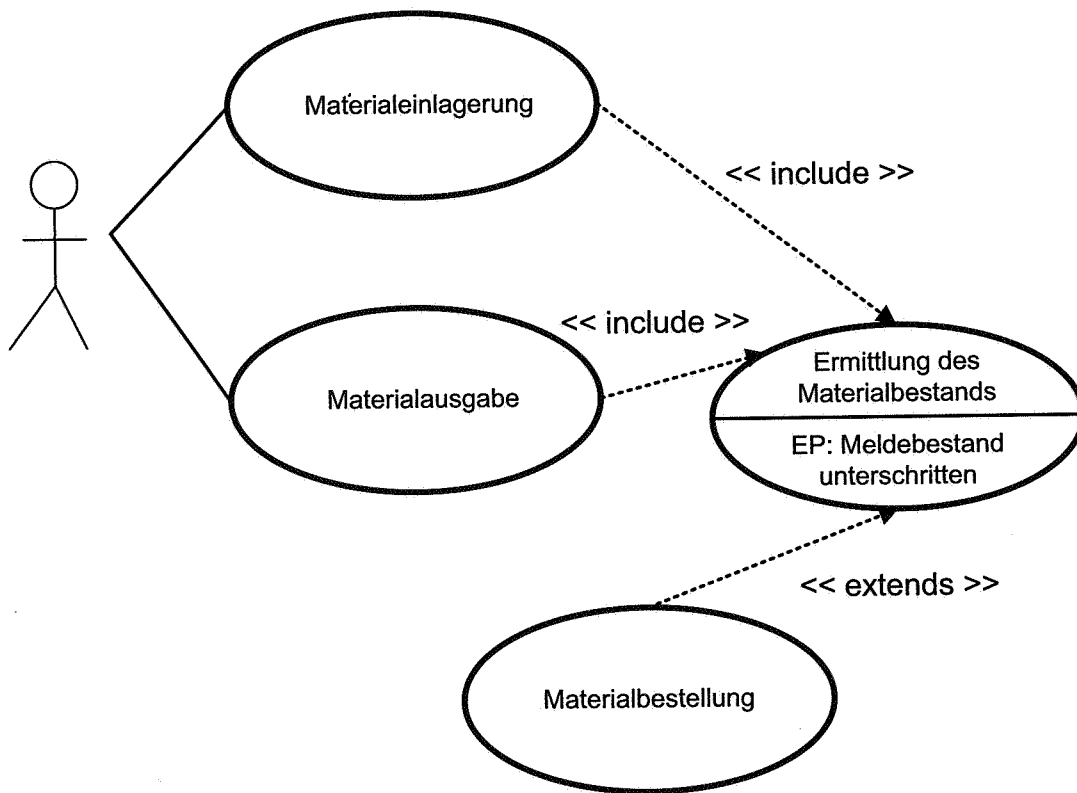 Materialeinlagerung
<< include >>
<< include >>
Materialausgabe
Ermittlung des
Materialbestands
EP: Meldebestand
unterschritten
<< extends >>
Materialbestellung